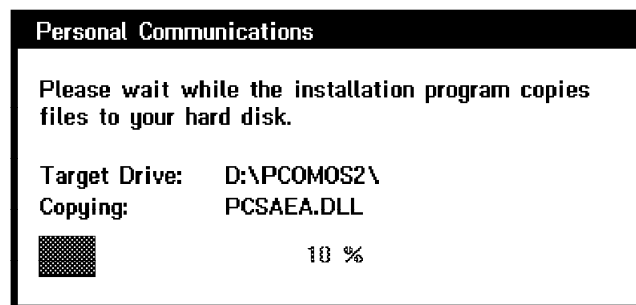 Personal Communications
Please wait while the installation program copies
files to your hard disk.
Target Drive: D:\PCOMOS2\
Copying: PCSAEA.DLL
10 %